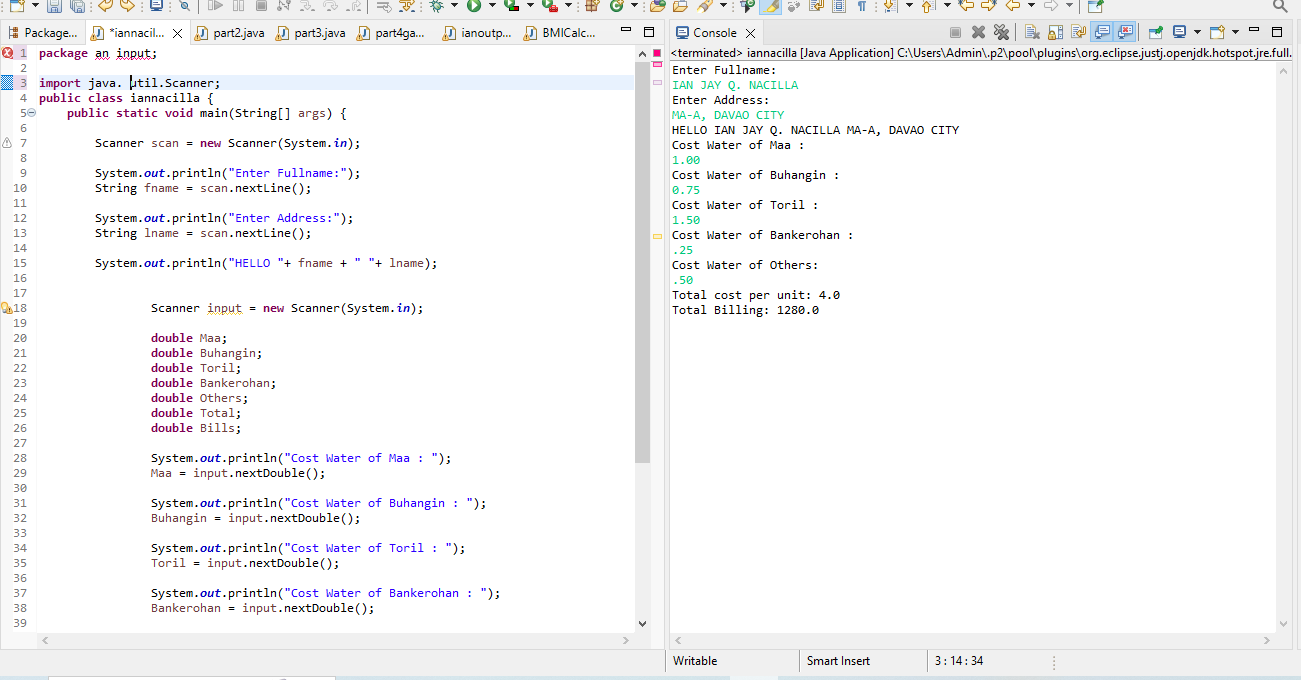 Package...
*iannacil...
part2.java
part3.java
part4ga...
ianoutp...
BMICalc...
1 package an input;
2
3 import java. util.Scanner;
4 public class iannacilla {
5 public static void main(String[] args) {
6
7 Scanner scan = new Scanner(System.in);
8
9 System.out.println("Enter Fullname:");
10 String fname = scan.nextLine();
11
12 System.out.println("Enter Address:");
13 String lname = scan.nextLine();
14
15 System.out.println("HELLO "+ fname + " "+ lname);
16
17
18 Scanner input = new Scanner(System.in);
19
20 double Maa;
21 double Buhangin;
22 double Toril;
23 double Bankerohan;
24 double Others;
25 double Total;
26 double Bills;
27
28 System.out.println("Cost Water of Maa : ");
29 Maa = input.nextDouble();
30
31 System.out.println("Cost Water of Buhangin : ");
32 Buhangin = input.nextDouble();
33
34 System.out.println("Cost Water of Toril : ");
35 Toril = input.nextDouble();
36
37 System.out.println("Cost Water of Bankerohan : ");
38 Bankerohan = input.nextDouble();
39
Console
<terminated> iannacilla [Java Application] C:\Users\Admin\.p2\pool\plugins\org.eclipse.justj.openjdk.hotspot.jre.full.
Enter Fullname:
IAN JAY Q. NACILLA
Enter Address:
MA-A, DAVAO CITY
HELLO IAN JAY Q. NACILLA MA-A, DAVAO CITY
Cost Water of Maa :
1.00
Cost Water of Buhangin :
0.75
Cost Water of Toril :
1.50
Cost Water of Bankerohan :
.25
Cost Water of Others:
.50
Total cost per unit: 4.0
Total Billing: 1280.0
Writable
Smart Insert
3 : 14 : 34